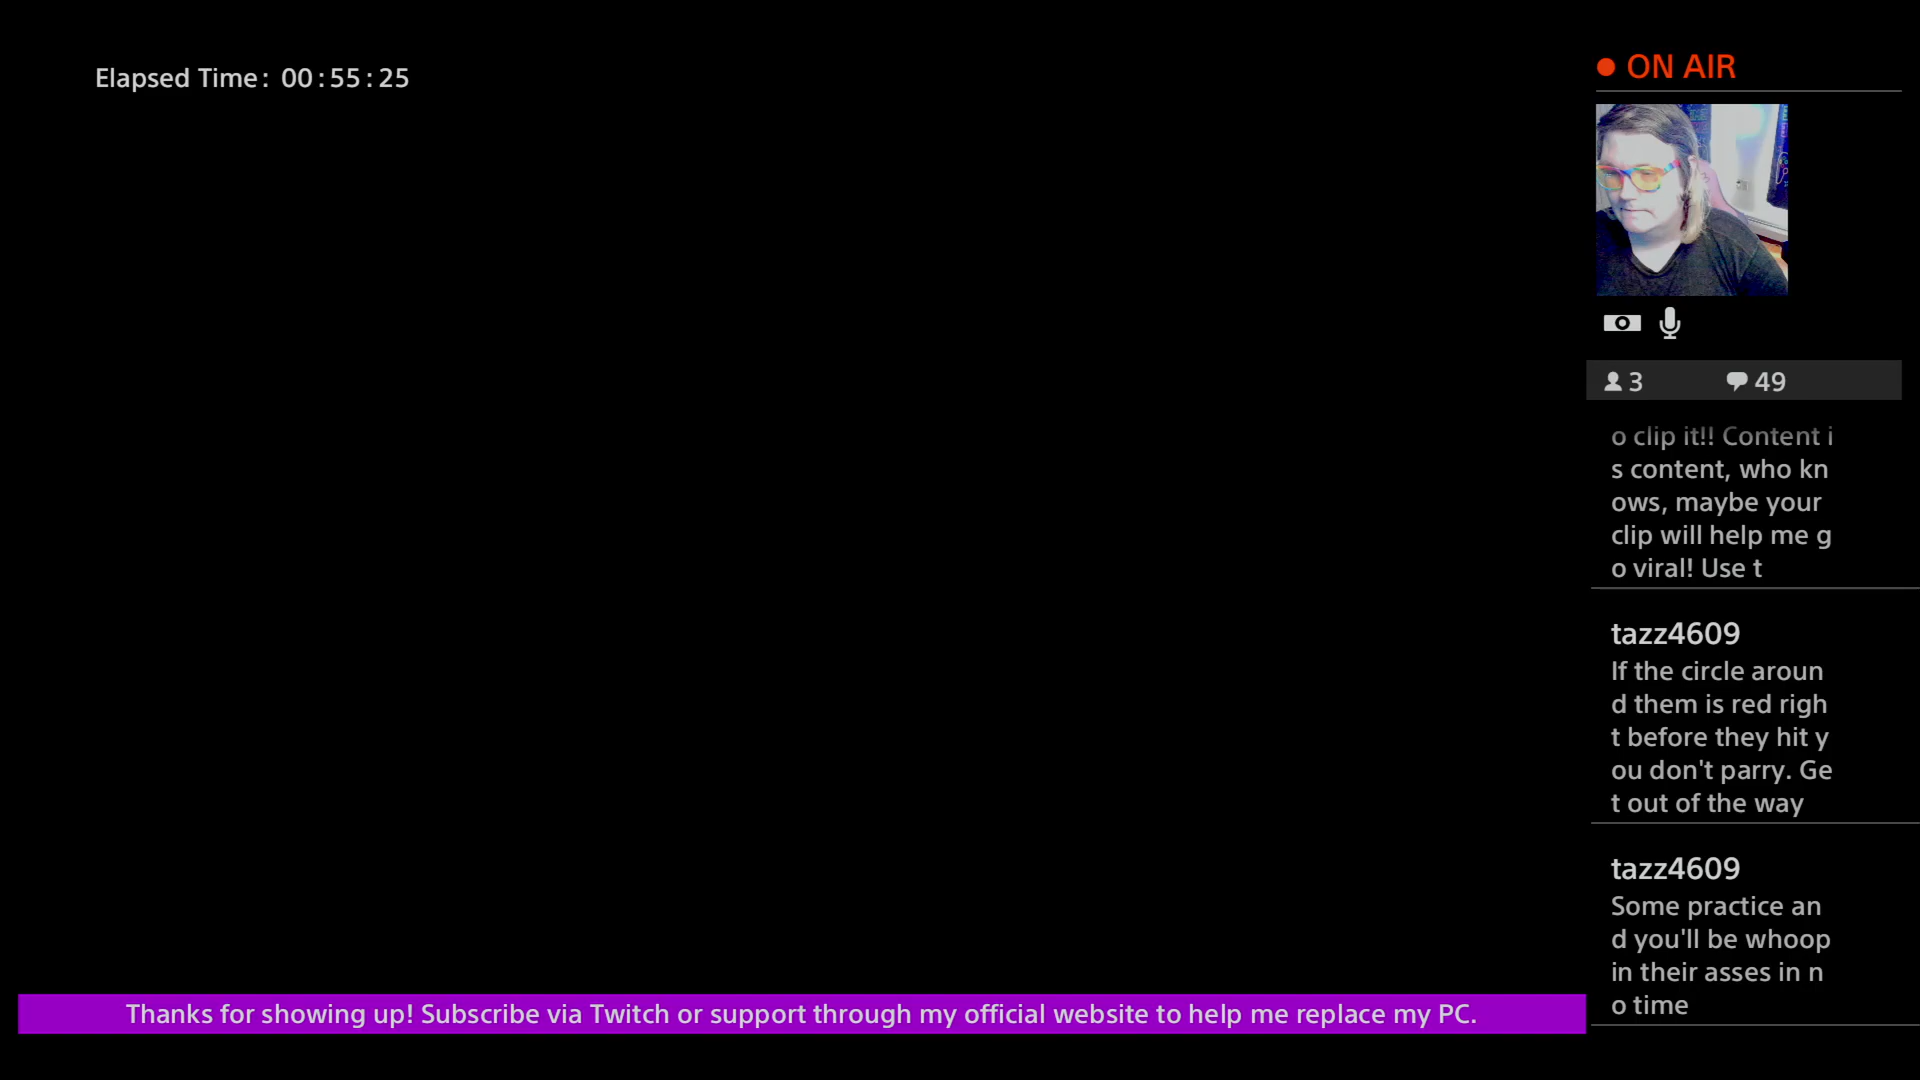 Elapsed Time: 00:55:25
ON AIR
3 49
o clip it!! Content i
s content, who kn
ows, maybe your
clip will help me g
o viral! Use t
tazz4609
If the circle aroun
d them is red righ
t before they hit y
ou don't parry. Ge
t out of the way
tazz4609
Some practice an
d you'll be whoop
in their asses in n
o time
Thanks for showing up! Subscribe via Twitch or support through my official website to help me replace my PC.